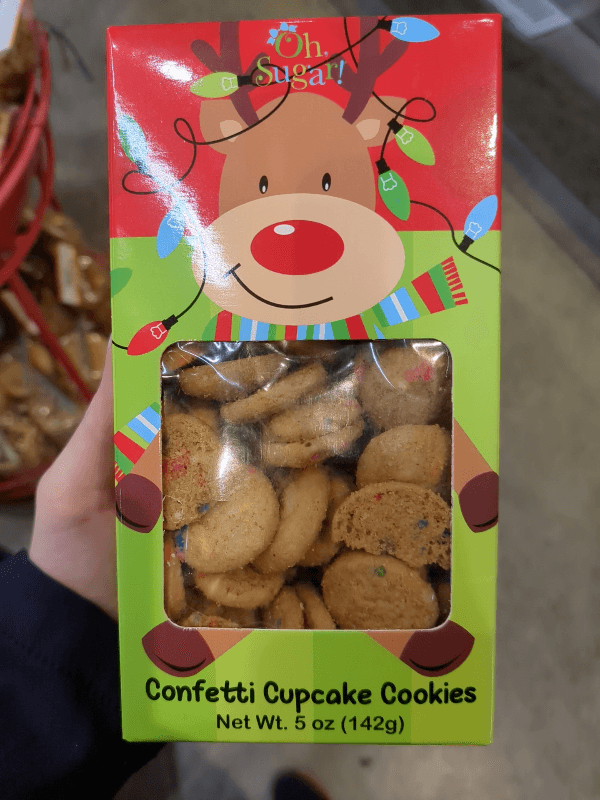 Oh,
Sugar!
Confetti Cupcake Cookies
Net Wt. 5 oz (142g)